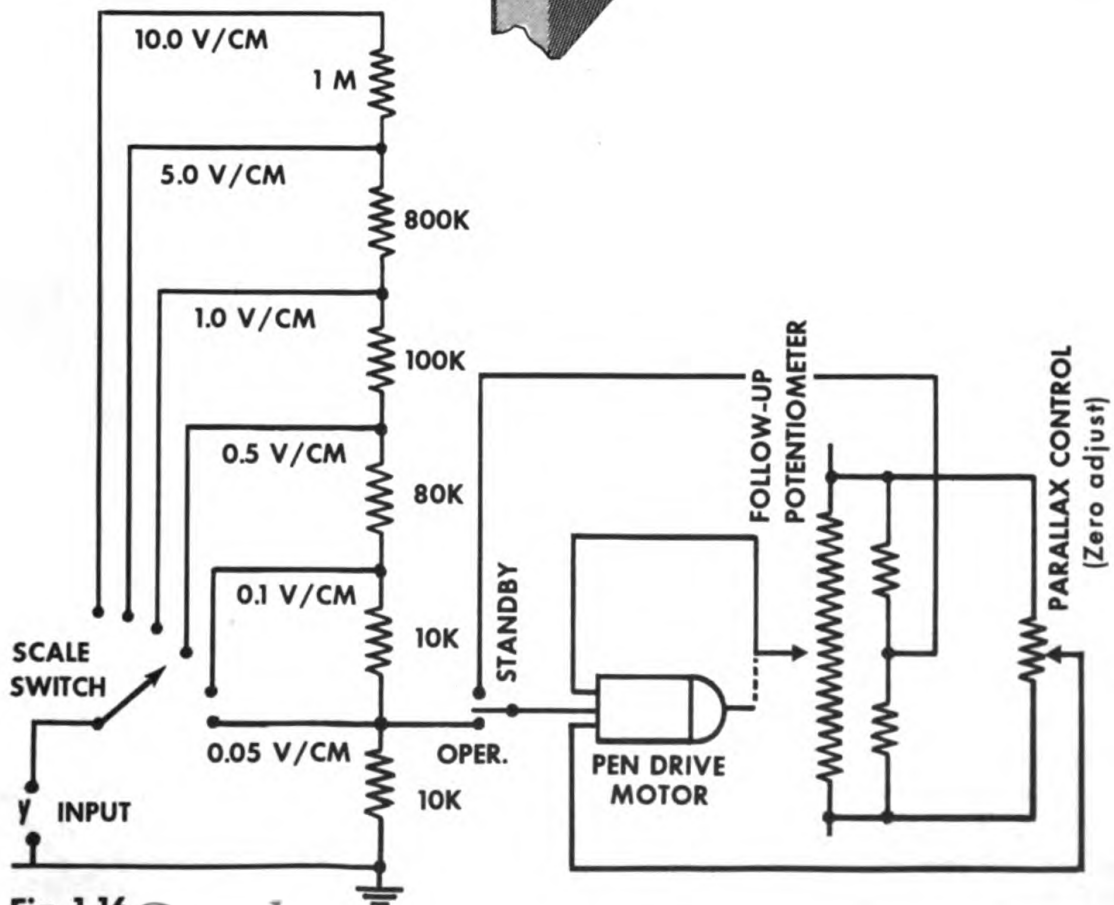 10.0 V/CM
1 M
5.0 V/CM
800K
1.0 V/CM
100K
0.5 V/CM
80K
0.1 V/CM
10K
SCALE
SWITCH
0.05 V/CM
10K
y INPUT
STANDBY
OPER.
PEN DRIVE
MOTOR
FOLLOW-UP
POTENTIOMETER
PARALLAX CONTROL
(Zero adjust)